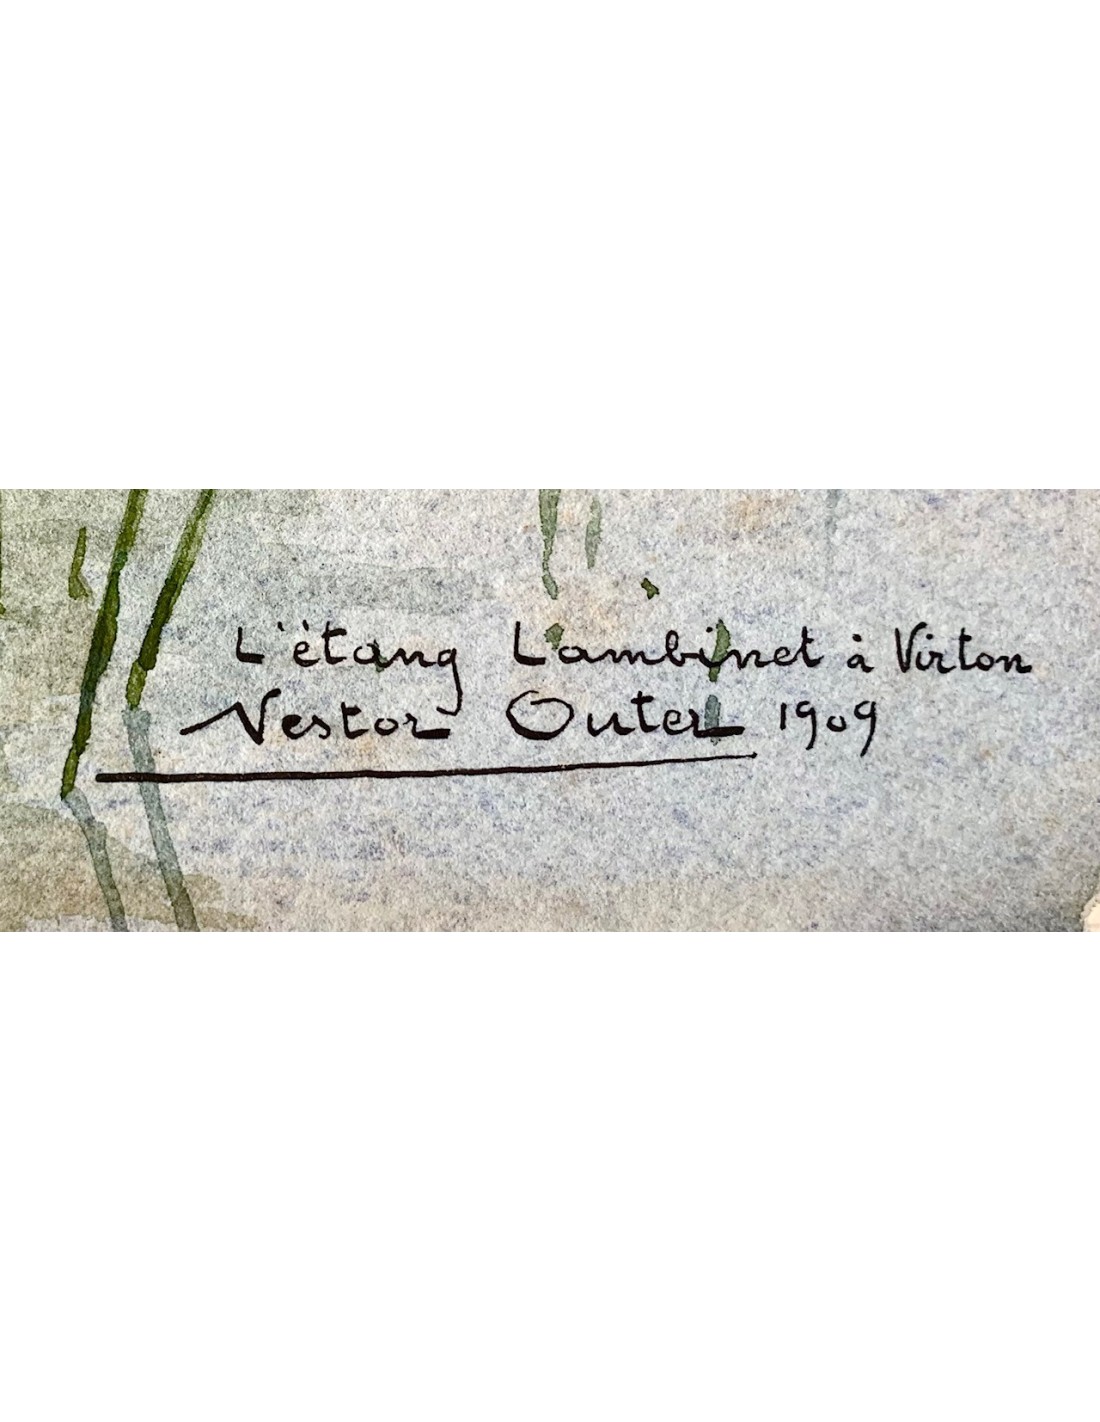 L'étang Lambinet à Virton
Nestor Outer 1909